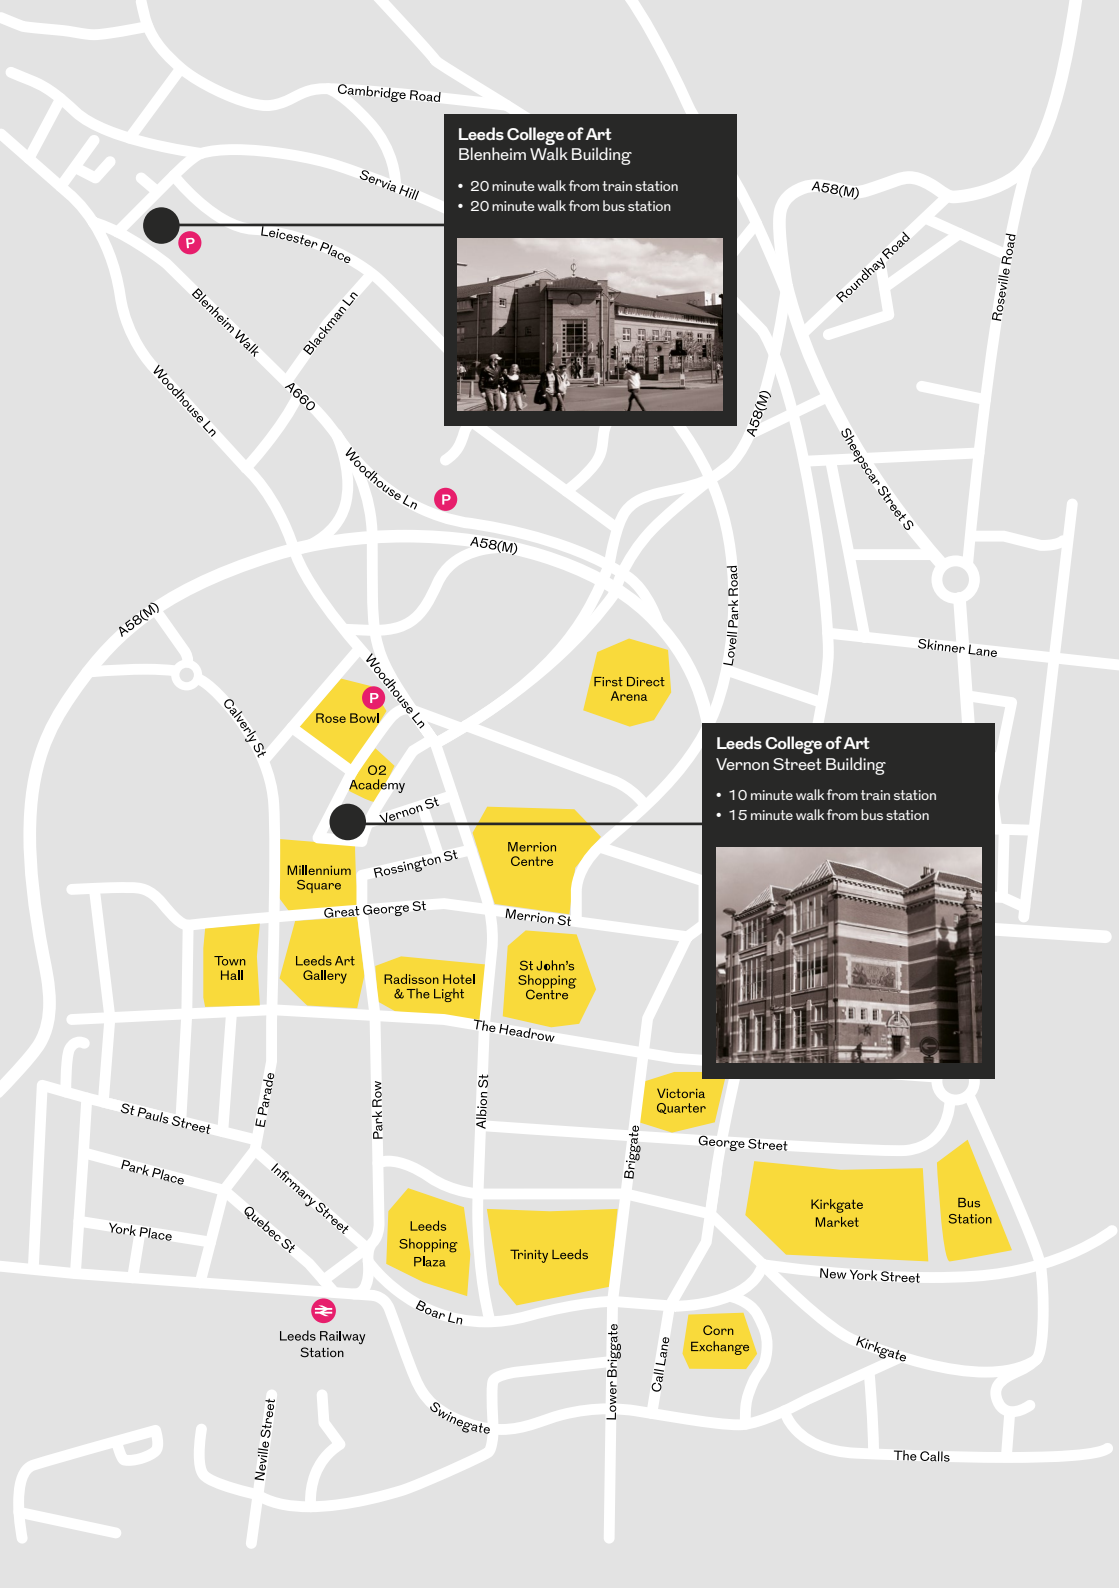 Cambridge Road
Leeds College of Art
Blenheim Walk Building
• 20 minute walk from train station
• 20 minute walk from bus station
Servia Hill
A58(M)
P
Leicester Place
Roundhay Road
Roseville Road
Blenheim Walk
Blackman Ln
Woodhouse Ln
A660
A58(M)
Sheepscar Street S
Woodhouse Ln
P
A58(M)
A58(M)
Lovell Park Road
Skinner Lane
Woodhouse Ln
First Direct
Arena
P
Rose Bowl
Calverly St
O2
Academy
Vernon St
Leeds College of Art
Vernon Street Building
• 10 minute walk from train station
• 15 minute walk from bus station
Merrion
Centre
Rossington St
Millennium
Square
Great George St
Merrion St
Town
Hall
Leeds Art
Gallery
Radisson Hotel
& The Light
St John's
Shopping
Centre
The Headrow
E Parade
Park Row
Albion St
Victoria
Quarter
St Pauls Street
George Street
Briggate
Park Place
Infirmary Street
Quebec St
York Place
Leeds
Shopping
Plaza
Trinity Leeds
Kirkgate
Market
Bus
Station
New York Street
Boar Ln
Leeds Railway
Station
Corn
Exchange
Kirkgate
Lower Briggate
Call Lane
Swinegate
Neville Street
The Calls